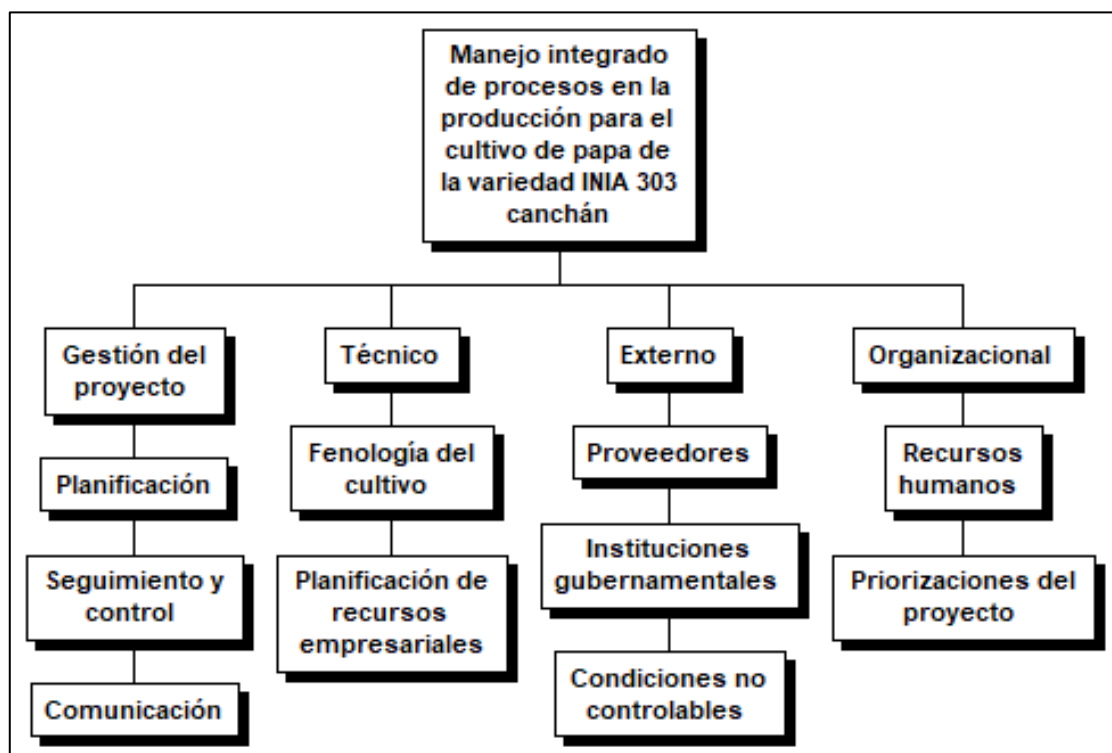 Manejo integrado
de procesos en la
producción para el
cultivo de papa de
la variedad INIA 303
canchán
Gestión del
proyecto
Planificación
Seguimiento y
control
Comunicación
Técnico
Fenología del
cultivo
Planificación de
recursos
empresariales
Externo
Proveedores
Instituciones
gubernamentales
Condiciones no
controlables
Organizacional
Recursos
humanos
Priorizaciones del
proyecto